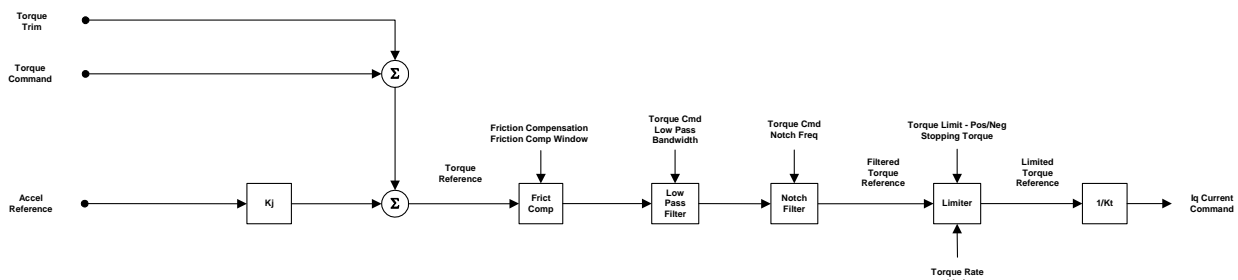 Torque
Trim
Torque
Command
Σ
Friction Compensation
Friction Comp Window
Torque Cmd
Low Pass
Bandwidth
Torque Cmd
Notch Freq
Torque Limit - Pos/Neg
Stopping Torque
Torque
Reference
Filtered
Torque
Reference
Limited
Torque
Reference
Accel
Reference
Kj
Σ
Frict
Comp
Low
Pass
Filter
Notch
Filter
Limiter
1/Kt
Iq Current
Command
Torque Rate